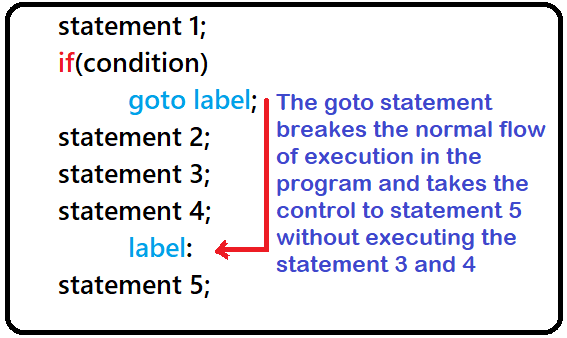 statement 1;
if(condition)
goto label;
statement 2;
statement 3;
statement 4;
label:
statement 5;
The goto statement
breakes the normal flow
of execution in the
program and takes the
control to statement 5
without executing the
statement 3 and 4